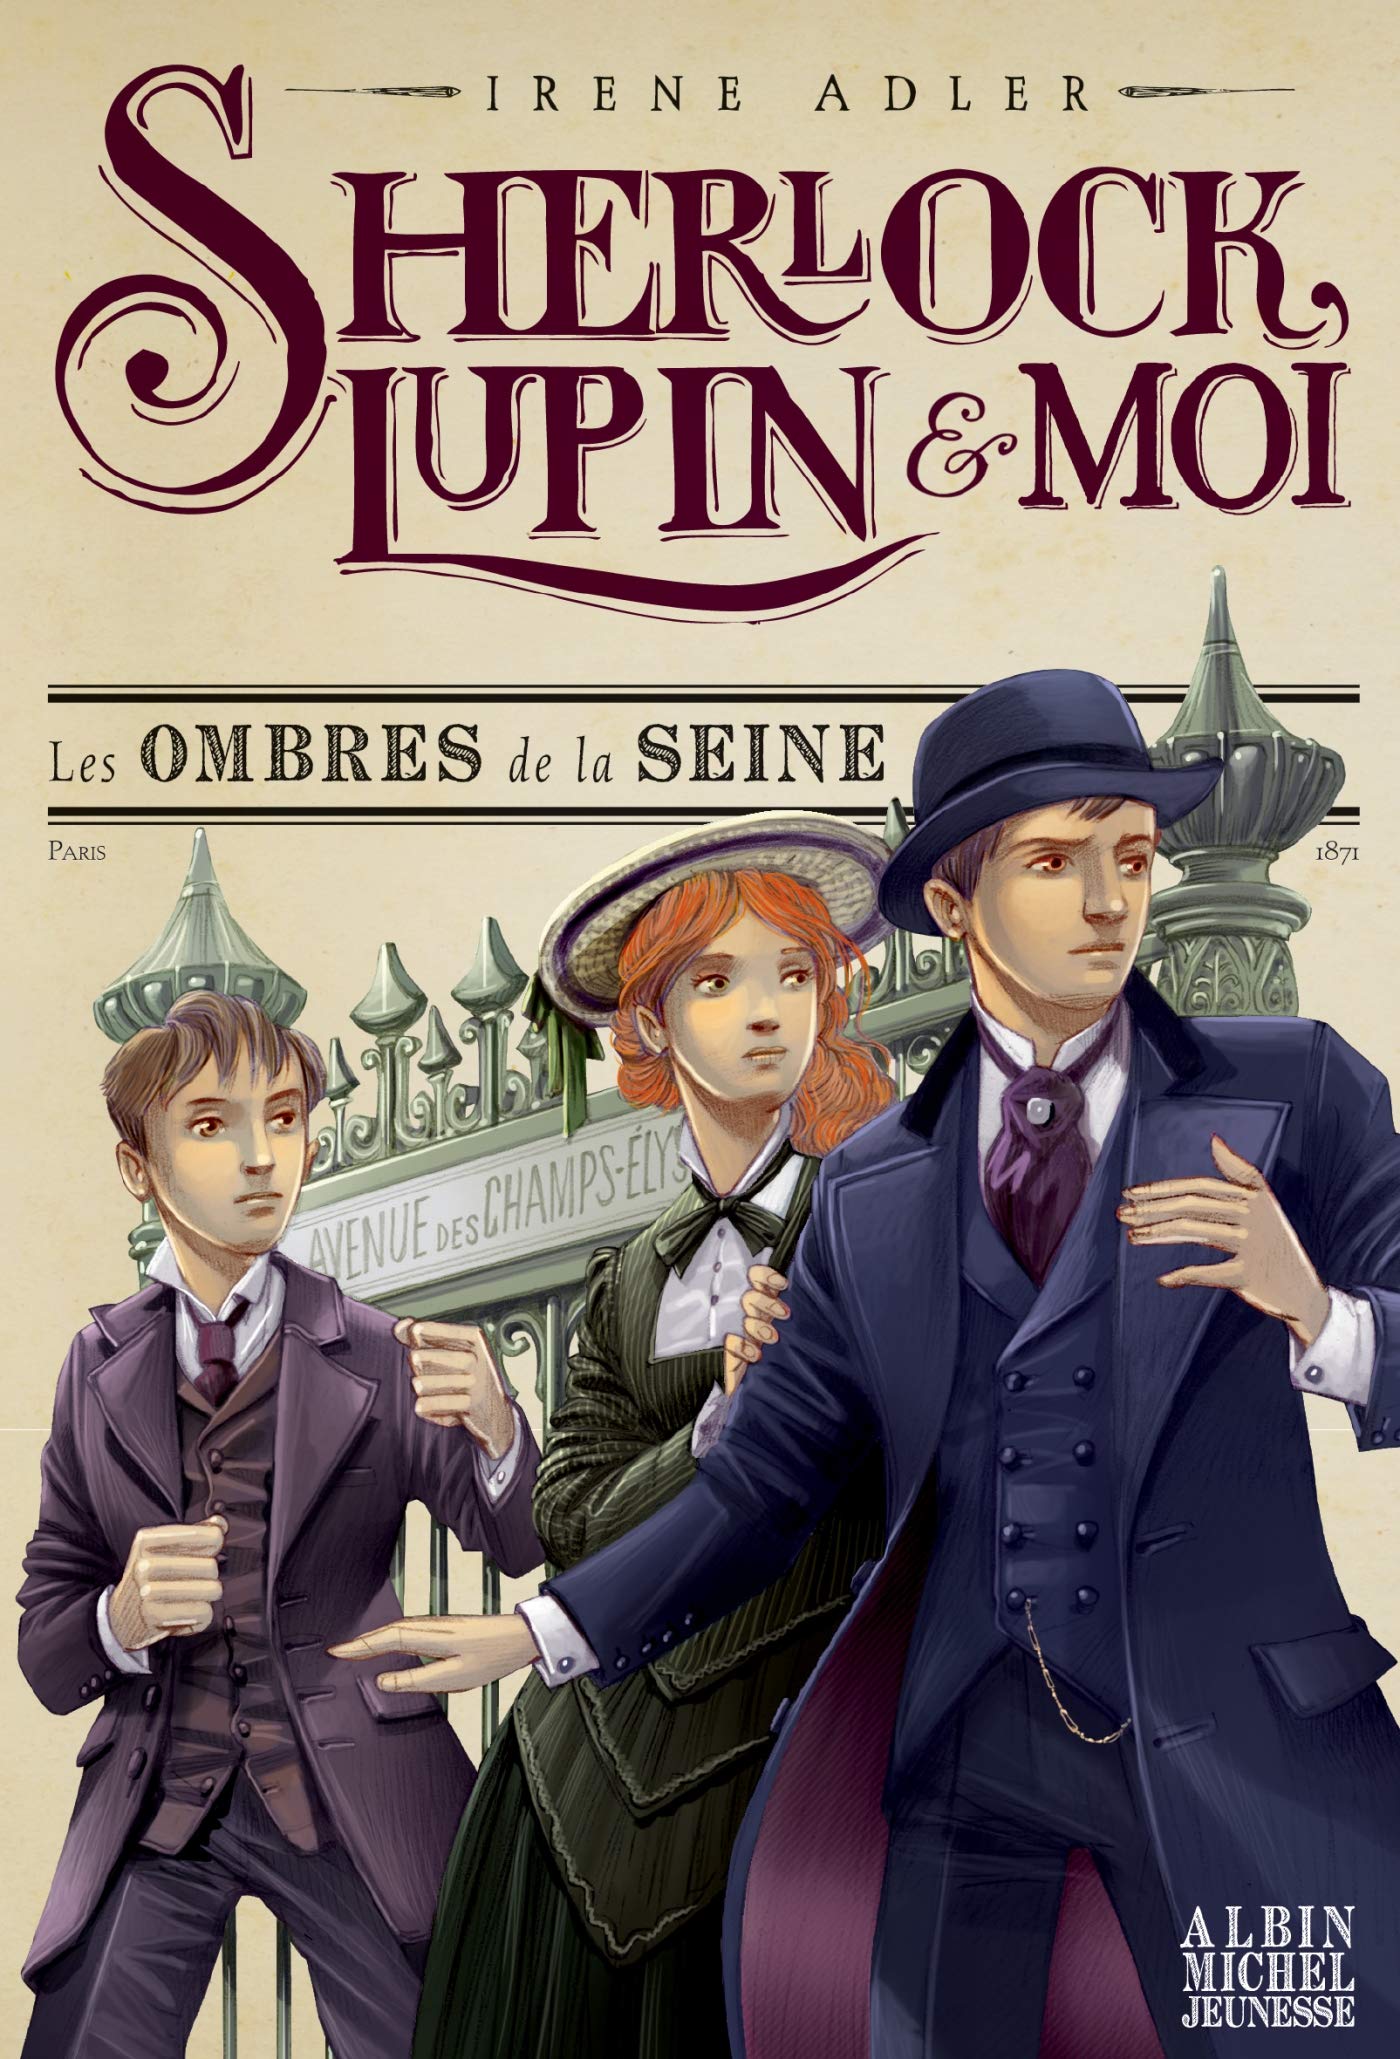 IRENE ADLER
SHERLOCK,
LUPIN & MOI
Les OMBRES de la SEINE
PARIS
1871
AVENUE DES CHAMPS-ÉLYS
ALBIN
MICHEL
JEUNESSE